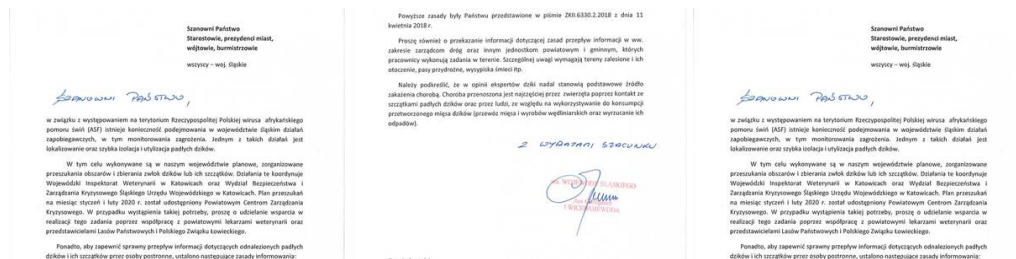 Szanowni Państwo
Starostowie, prezydenci miast,
wójtowie, burmistrzowie
wszyscy – woj. śląskie
SZANOWNI PAŃSTWO,
w związku z występowaniem na terytorium Rzeczypospolitej Polskiej wirusa afrykańskiego
pomoru świń (ASF) istnieje konieczność podejmowania w województwie śląskim działań
zapobiegawczych, w tym monitorowania zagrożenia. Jednym z takich działań jest
lokalizowanie oraz szybka izolacja i utylizacja padłych dzików.
W tym celu wykonywane są w naszym województwie planowe, zorganizowane
przeszukania obszarów i zbierania zwłok dzików lub ich szczątków. Działania te koordynuje
Wojewódzki Inspektorat Weterynarii w Katowicach oraz Wydział Bezpieczeństwa i
Zarządzania Kryzysowego Śląskiego Urzędu Wojewódzkiego w Katowicach. Plan przeszukań
na miesiąc styczeń i luty 2020 r. został udostępniony Powiatowym Centrom Zarządzania
Kryzysowego. W przypadku wystąpienia takiej potrzeby, proszę o udzielenie wsparcia w
realizacji tego zadania poprzez współpracę z powiatowymi lekarzami weterynarii oraz
przedstawicielami Lasów Państwowych i Polskiego Związku Łowieckiego.
Ponadto, aby zapewnić sprawny przepływ informacji dotyczących odnalezionych padłych
dzików i ich szczątków przez osoby postronne, ustalono następujące zasady informowania:
Powyższe zasady były Państwu przedstawione w piśmie ZKII.6330.2.2018 z dnia 11
kwietnia 2018 r.
Proszę również o przekazanie informacji dotyczącej zasad przepływ informacji w ww.
zakresie zarządcom dróg oraz innym jednostkom powiatowym i gminnym, których
pracownicy wykonują zadania w terenie. Szczególnej uwagi wymagają tereny zalesione i ich
otoczenie, pasy przydrożne, wysypiska śmieci itp.
Należy podkreślić, że w opinii ekspertów dziki nadal stanowią podstawowe źródło
zakażenia chorobą. Choroba przenoszona jest najczęściej przez zwierzęta poprzez kontakt ze
szczątkami padłych dzików oraz przez ludzi, ze względu na wykorzystywanie do konsumpcji
przetworzonego mięsa dzików (przewóz mięsa i wyrobów wędliniarskich oraz wyrzucanie ich
odpadów).
Z WYRAZAMI SZACUNKU
WOJEWODY ŚLĄSKIEGO
I WICEWOJEWODA
Szanowni Państwo
Starostowie, prezydenci miast,
wójtowie, burmistrzowie
wszyscy – woj. śląskie
SZANOWNI PAŃSTWO,
w związku z występowaniem na terytorium Rzeczypospolitej Polskiej wirusa afrykańskiego
pomoru świń (ASF) istnieje konieczność podejmowania w województwie śląskim działań
zapobiegawczych, w tym monitorowania zagrożenia. Jednym z takich działań jest
lokalizowanie oraz szybka izolacja i utylizacja padłych dzików.
W tym celu wykonywane są w naszym województwie planowe, zorganizowane
przeszukania obszarów i zbierania zwłok dzików lub ich szczątków. Działania te koordynuje
Wojewódzki Inspektorat Weterynarii w Katowicach oraz Wydział Bezpieczeństwa i
Zarządzania Kryzysowego Śląskiego Urzędu Wojewódzkiego w Katowicach. Plan przeszukań
na miesiąc styczeń i luty 2020 r. został udostępniony Powiatowym Centrom Zarządzania
Kryzysowego. W przypadku wystąpienia takiej potrzeby, proszę o udzielenie wsparcia w
realizacji tego zadania poprzez współpracę z powiatowymi lekarzami weterynarii oraz
przedstawicielami Lasów Państwowych i Polskiego Związku Łowieckiego.
Ponadto, aby zapewnić sprawny przepływ informacji dotyczących odnalezionych padłych
dzików i ich szczątków przez osoby postronne, ustalono następujące zasady informowania: